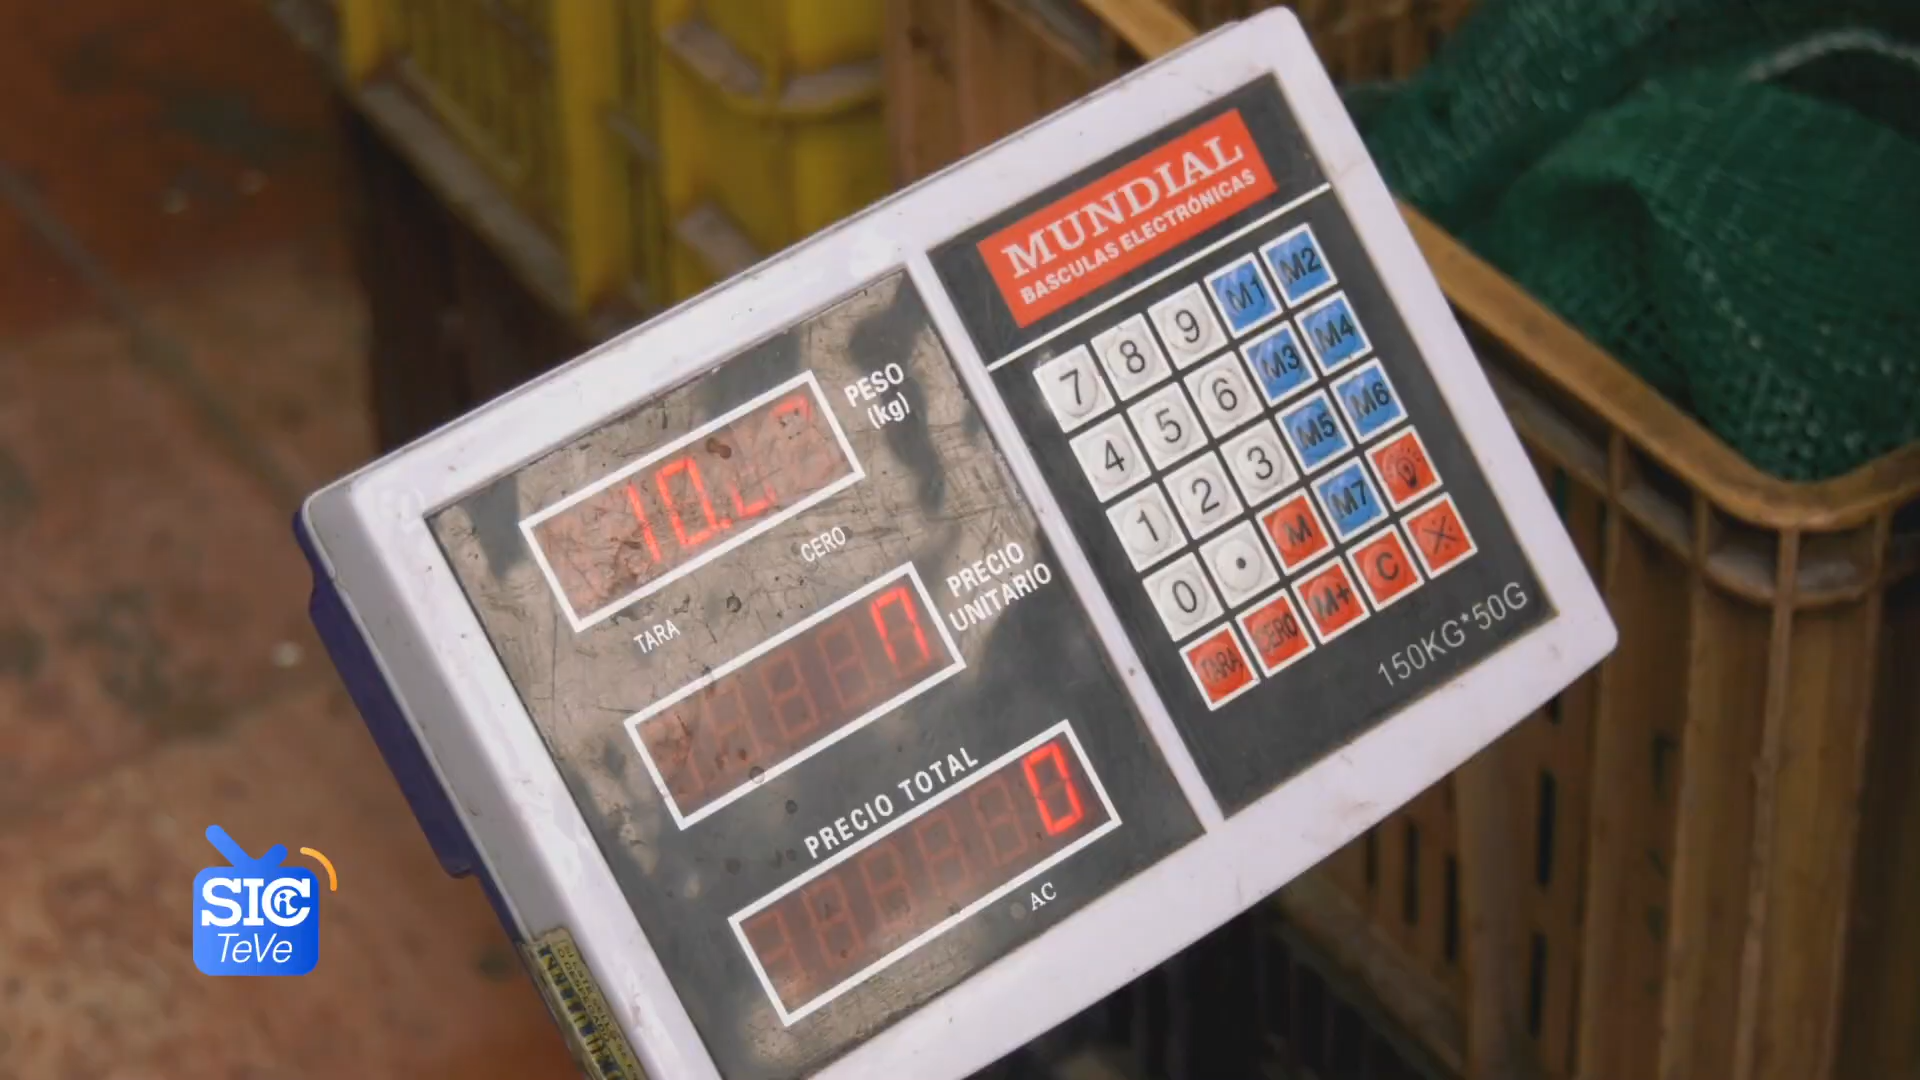 MUNDIAL
BASCULAS ELECTRÓNICAS
PESO
(kg)
CERO
TARA
PRECIO
UNITARIO
0
PRECIO TOTAL
0
AC
7 8 9 M1 M2
4 5 6 M3 M4
1 2 3 M5 M6
0 • M M7
TARA CERO M+ C X
150KG*50G
SIC
TeVe